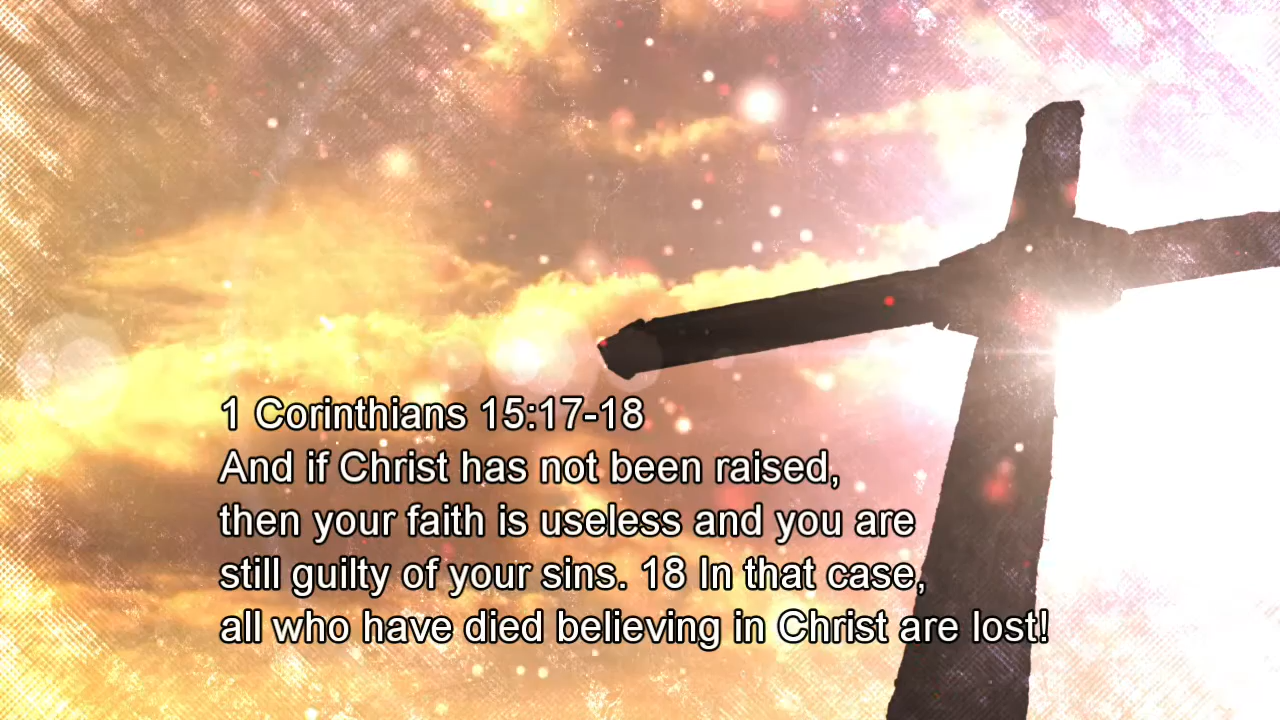 1 Corinthians 15:17-18
And if Christ has not been raised,
then your faith is useless and you are
still guilty of your sins. 18 In that case,
all who have died believing in Christ are lost!